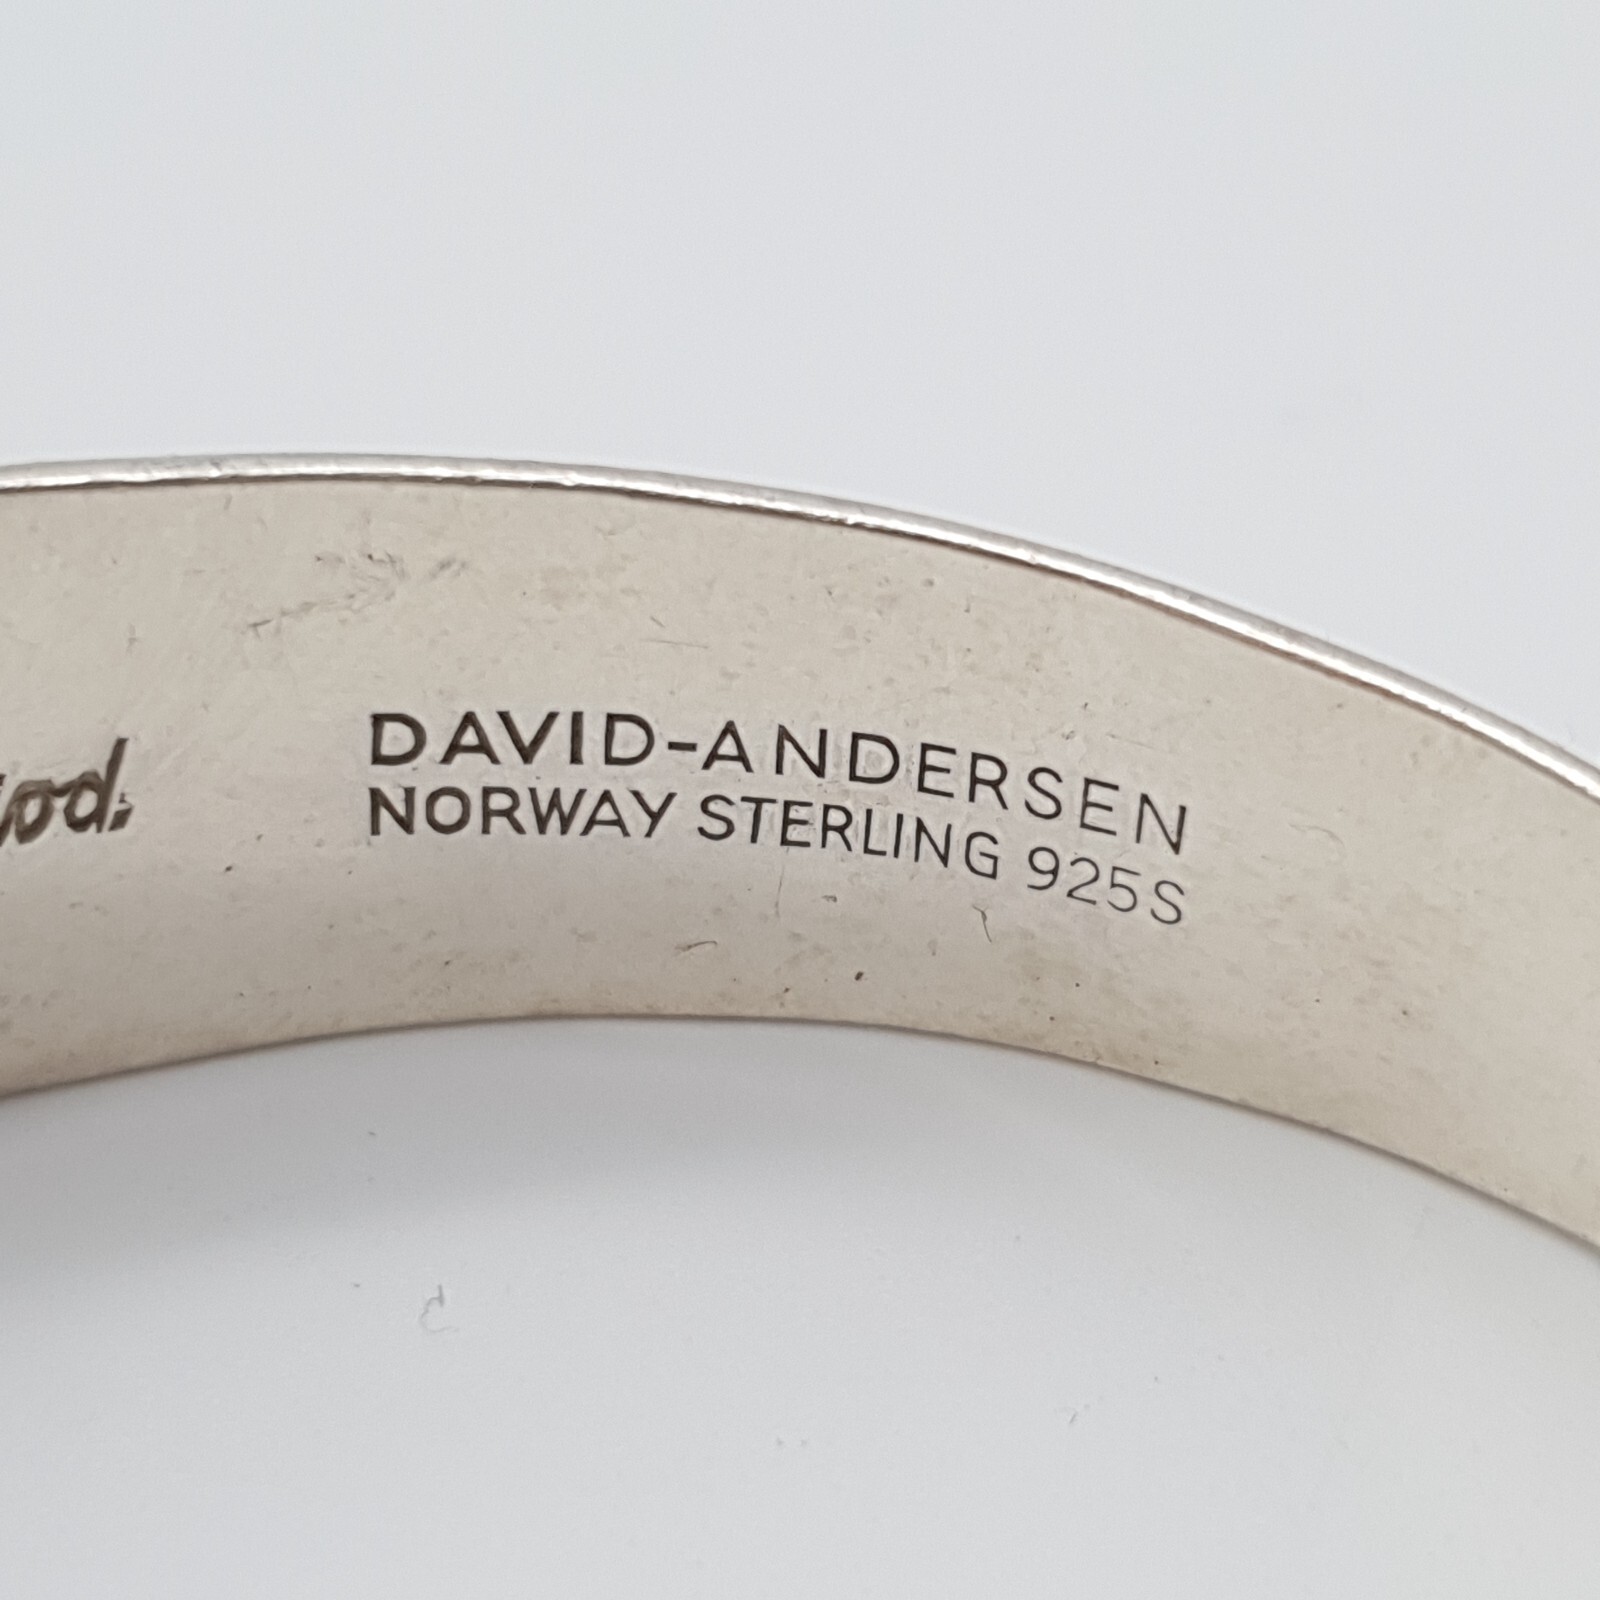 DAVID-ANDERSEN
NORWAY STERLING 925S